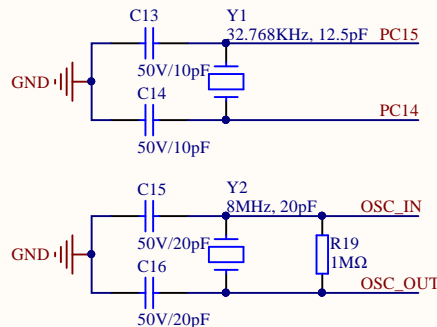 C13
Y1
32.768KHz, 12.5pF
PC15
50V/10pF
GND
C14
PC14
50V/10pF
C15
Y2
8MHz, 20pF
OSC_IN
50V/20pF
GND
R19
1MΩ
C16
OSC_OUT
50V/20pF